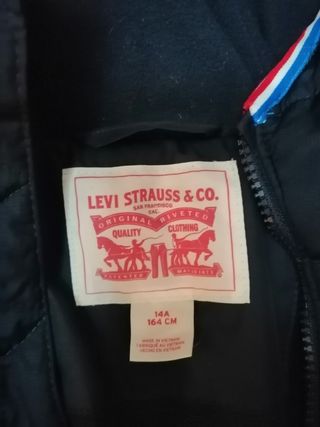 LEVI STRAUSS & CO.
SAN FRANCISCO
CAL.
ORIGINAL RIVETED
QUALITY CLOTHING
14A
164 CM
MADE IN VIETNAM
FABRIQUÉ AU VIETNAM
HECHO EN VIETNAM